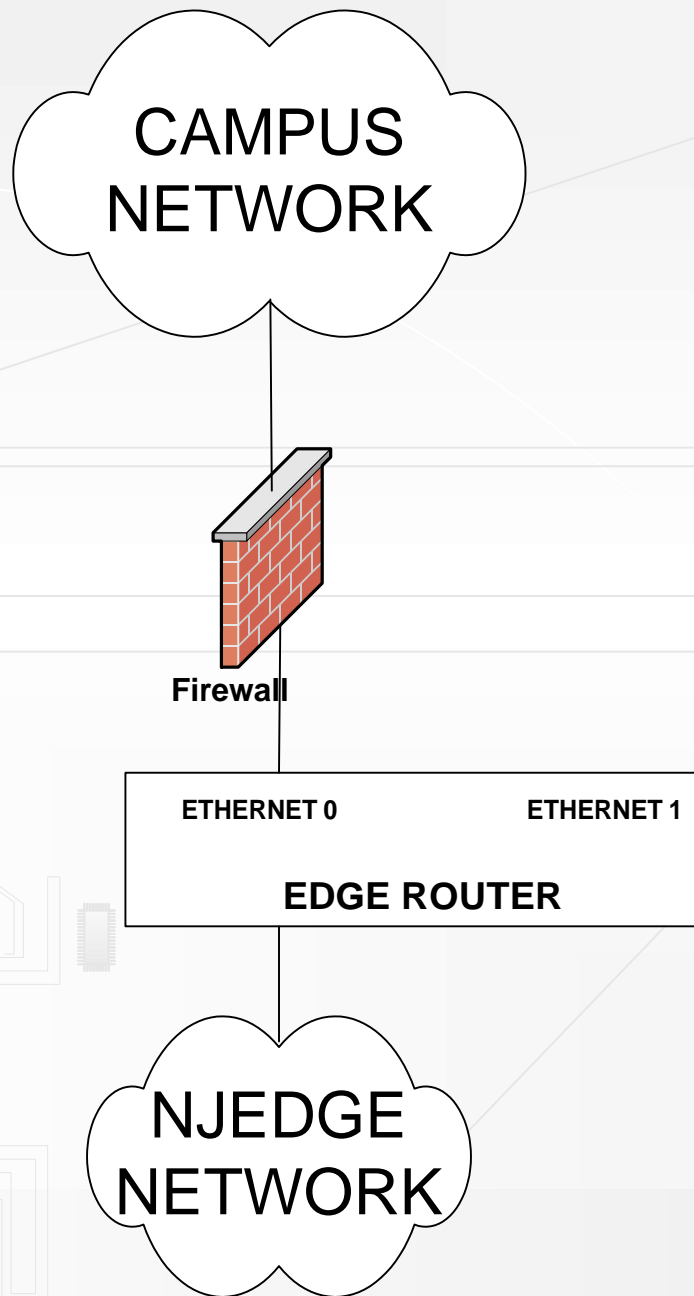 CAMPUS
NETWORK
Firewall
ETHERNET 0 ETHERNET 1
EDGE ROUTER
NJEDGE
NETWORK